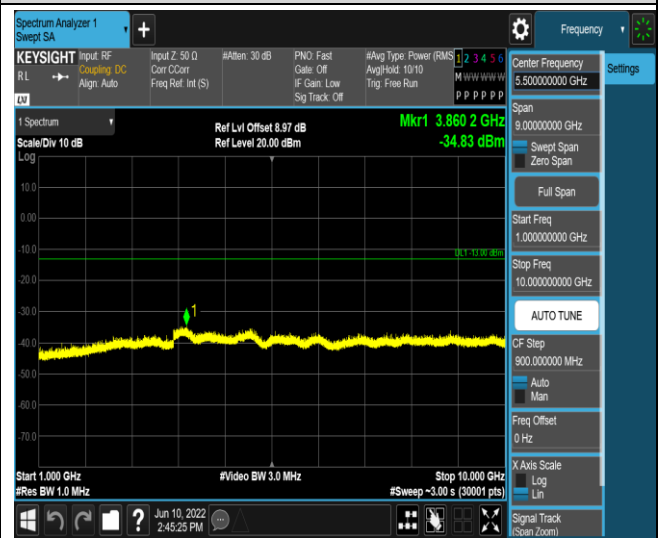 Spectrum Analyzer 1
Swept SA
Frequency
KEYSIGHT
RL
LXI
Input: RF
Coupling: DC
Align: Auto
Input Z: 50 Ω
Corr CCorr
Freq Ref: Int (S)
#Atten: 30 dB
PNO: Fast
Gate: Off
IF Gain: Low
Sig Track: Off
#Avg Type: Power (RMS
Avg|Hold: 10/10
Trig: Free Run
1 2 3 4 5 6
M W W W W W
P P P P P P
Center Frequency
5.500000000 GHz
Settings
1 Spectrum
Scale/Div 10 dB
Log
Ref Lvl Offset 8.97 dB
Ref Level 20.00 dBm
Mkr1 3.860 2 GHz
-34.83 dBm
Span
9.00000000 GHz
Swept Span
Zero Span
Full Span
Start Freq
1.000000000 GHz
Stop Freq
10.000000000 GHz
AUTO TUNE
CF Step
900.000000 MHz
Auto
Man
Freq Offset
0 Hz
X Axis Scale
Log
Lin
Signal Track
(Span Zoom)
10.0
0.00
-10.0
DL1 -13.00 dBm
-20.0
-30.0
1
-40.0
-50.0
-60.0
-70.0
Start 1.000 GHz
#Res BW 1.0 MHz
#Video BW 3.0 MHz
Stop 10.000 GHz
#Sweep ~3.00 s (30001 pts)
?
Jun 10, 2022
2:45:25 PM